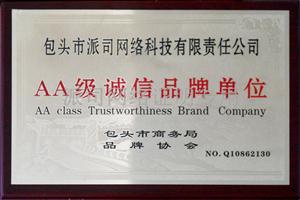 包头市派司网络科技有限责任公司
AA级诚信品牌单位
AA class Trustworthiness Brand Company
包头市商务局
品牌协会
NO.Q10862130